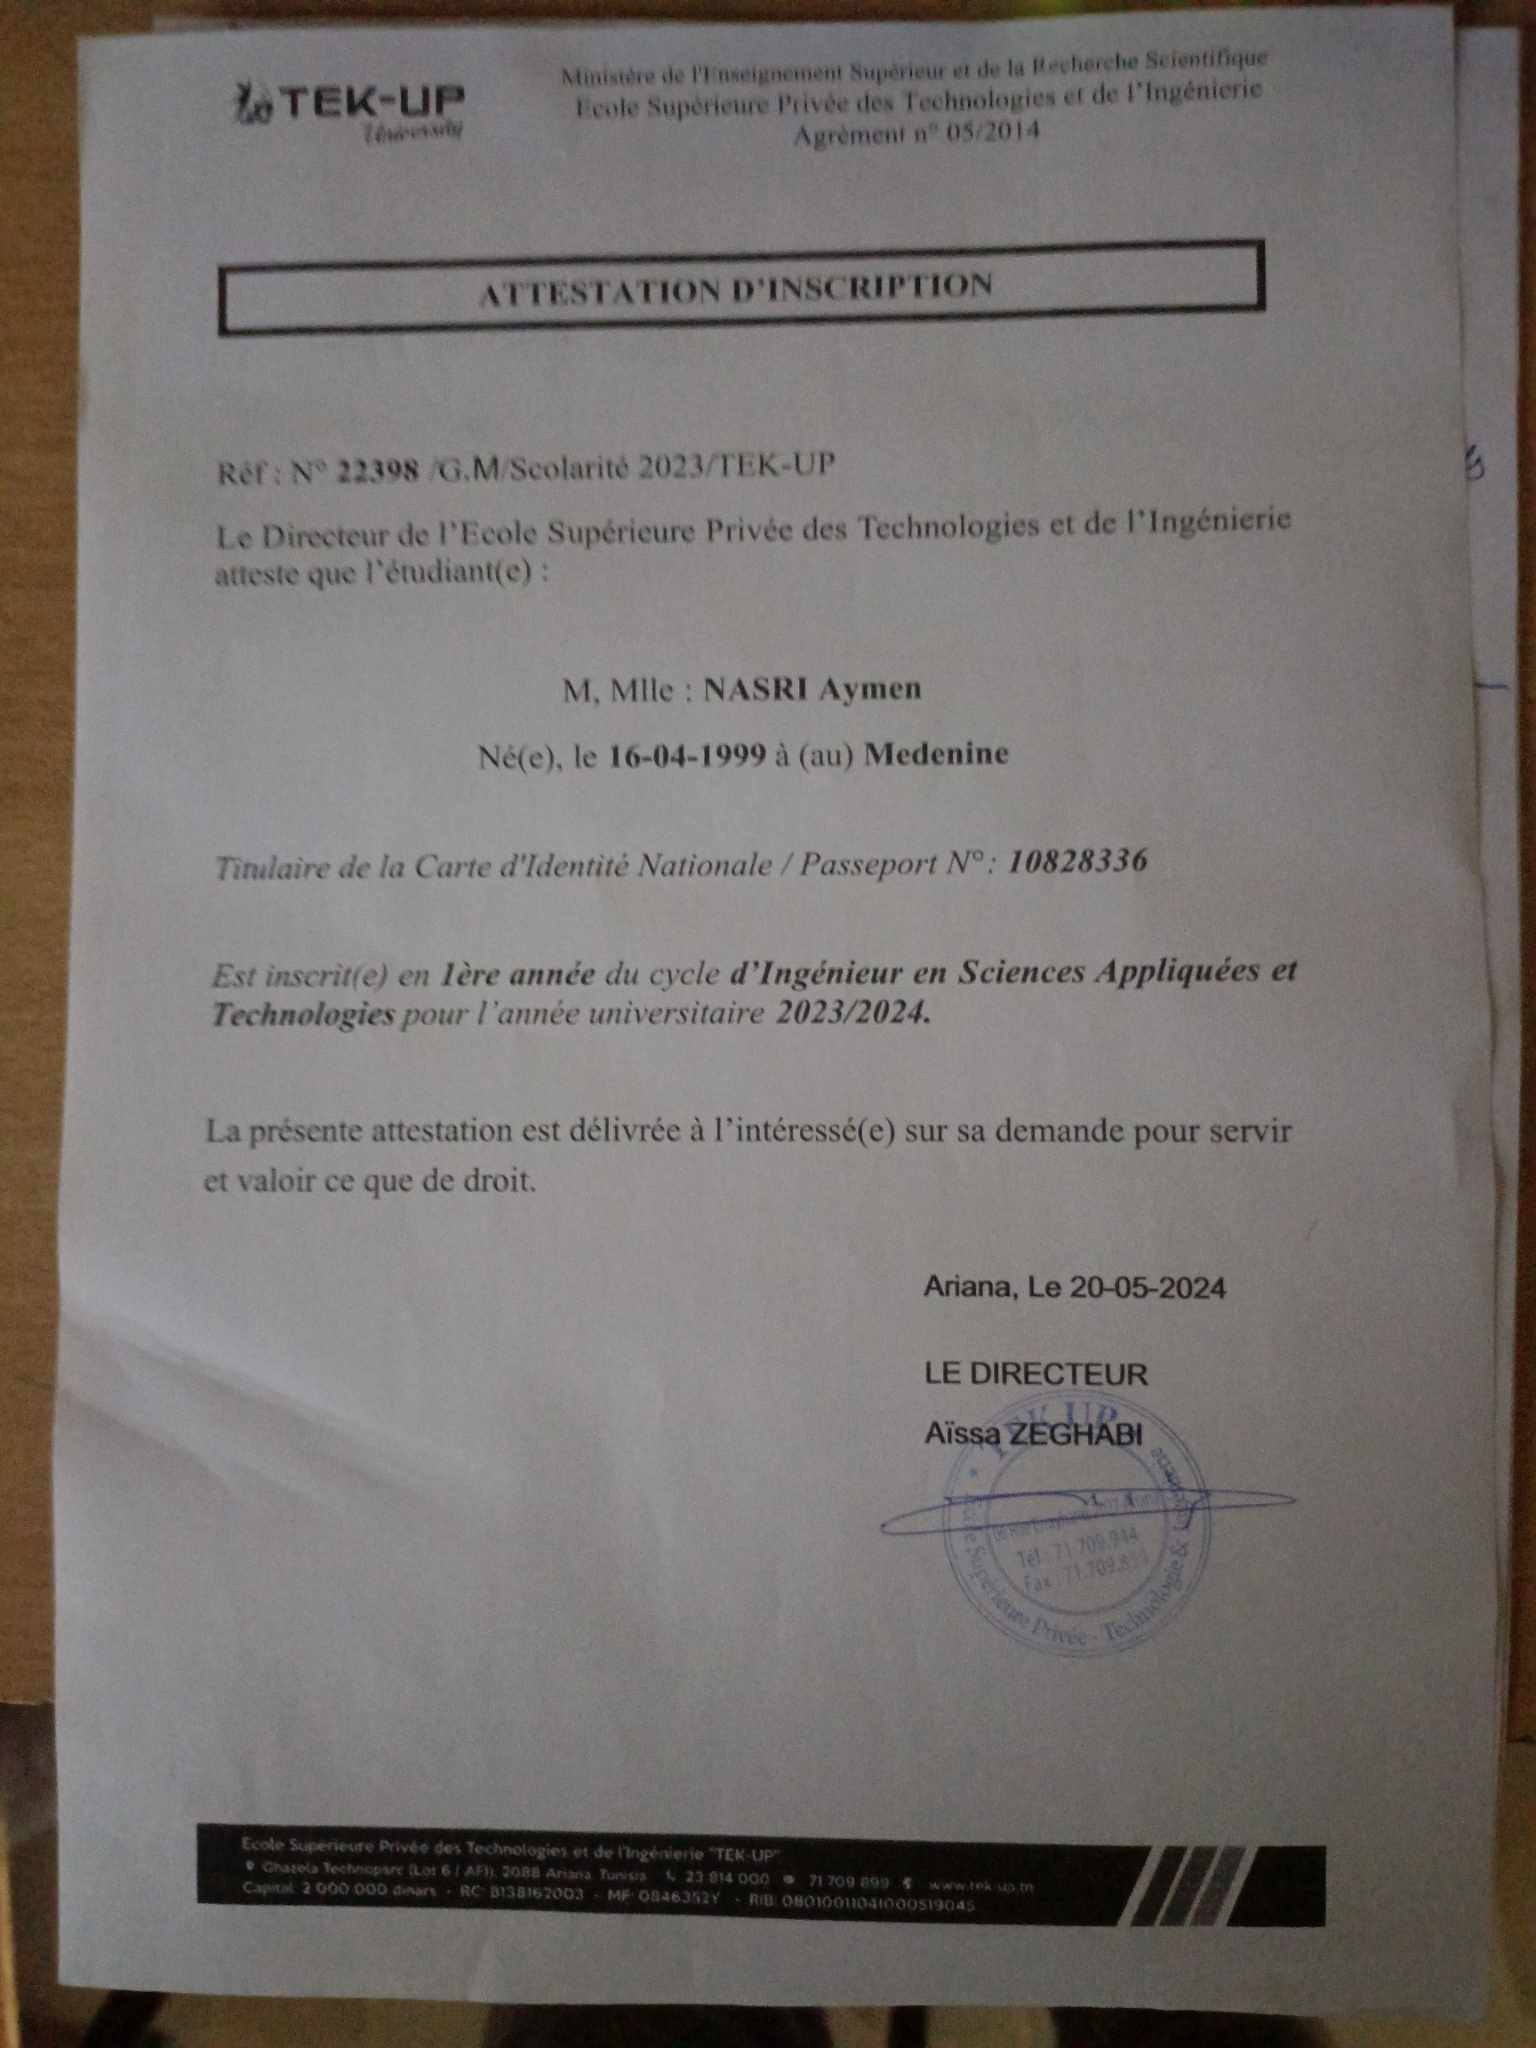 TEK-UP
University
Ministère de l'Enseignement Supérieur et de la Recherche Scientifique
Ecole Supérieure Privée des Technologies et de l'Ingénierie
Agrément n° 05/2014
ATTESTATION D'INSCRIPTION
Réf : N° 22398 /G.M/Scolarité 2023/TEK-UP
Le Directeur de l'Ecole Supérieure Privée des Technologies et de l'Ingénierie
atteste que l'étudiant(e) :
M, Mlle : NASRI Aymen
Né(e), le 16-04-1999 à (au) Medenine
Titulaire de la Carte d'Identité Nationale / Passeport N° : 10828336
Est inscrit(e) en 1ère année du cycle d'Ingénieur en Sciences Appliquées et
Technologies pour l'année universitaire 2023/2024.
La présente attestation est délivrée à l'intéressé(e) sur sa demande pour servir
et valoir ce que de droit.
Ariana, Le 20-05-2024
LE DIRECTEUR
Aïssa ZEGHABI
TEK UP
Tél : 71.709.944
Fax : 71.709.8
Supérieure Privée - Technologie &
Ecole Supérieure Privée des Technologies et de l'Ingénierie "TEK-UP"
Ghazela Technoparc (Lot 6 / AFI), 2088 Ariana Tunisia 23 814 000 71 709 899 www.tek-up.tn
Capital: 2 000 000 dinars - RC: B138162003 - MF: 0846352Y - RIB: 08010011041000519045